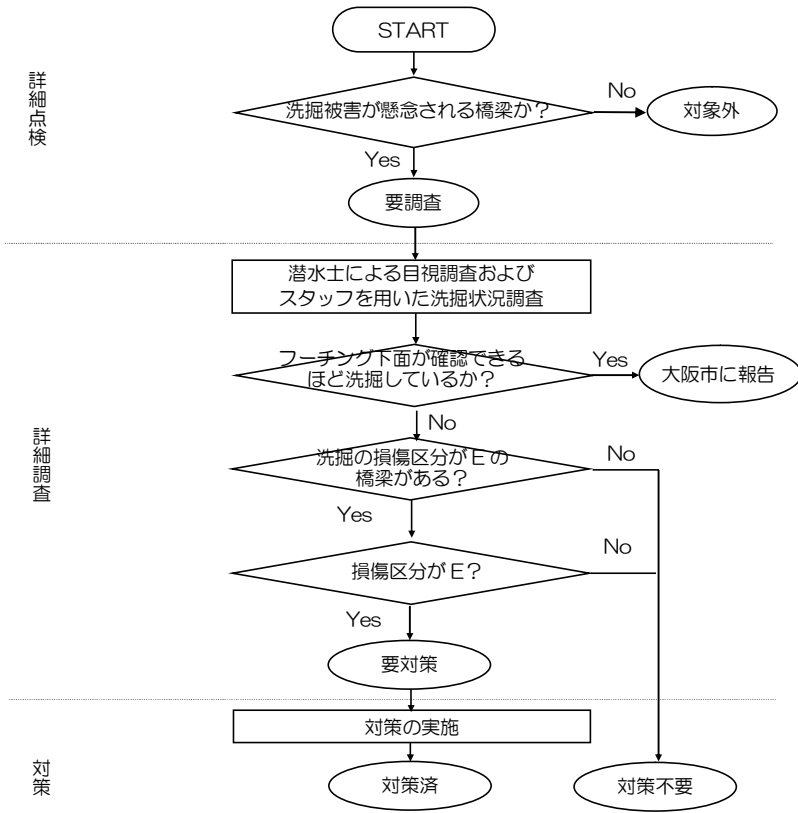 START
詳細点検
洗掘被害が懸念される橋梁か？
No
対象外
Yes
要調査
詳細調査
潜水士による目視調査および
スタッフを用いた洗掘状況調査
フーチング下面が確認できる
ほど洗掘しているか？
Yes
大阪市に報告
No
洗掘の損傷区分がＥの
橋梁がある？
No
Yes
損傷区分がＥ？
No
Yes
要対策
対策
対策の実施
対策済
対策不要